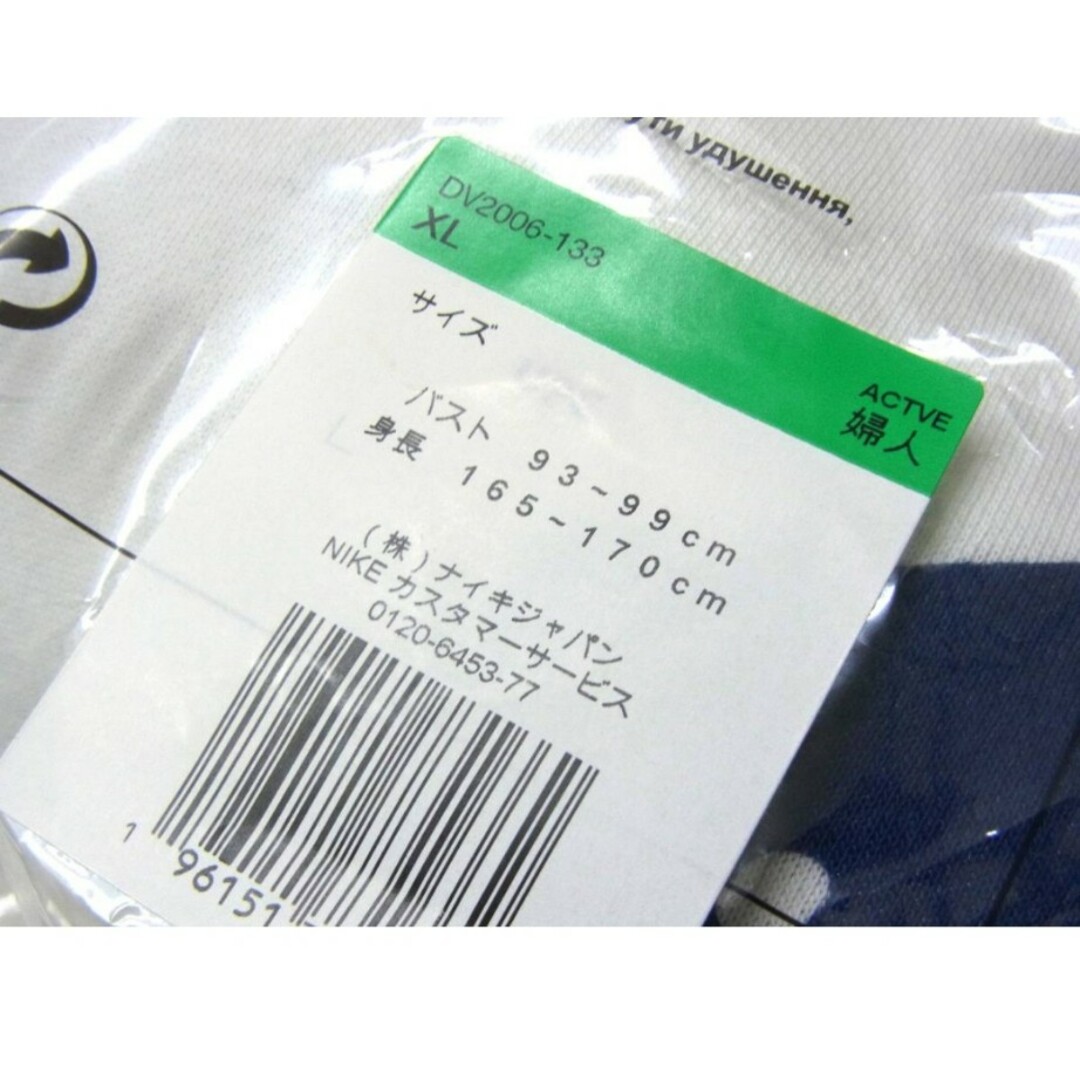 удушення,
DV2006-133
XL
ACTVE
婦人
サイズ
バスト 93~99cm
身長 165~170cm
(株)ナイキジャパン
NIKE カスタマーサービス
0120-6453-77
1 96151